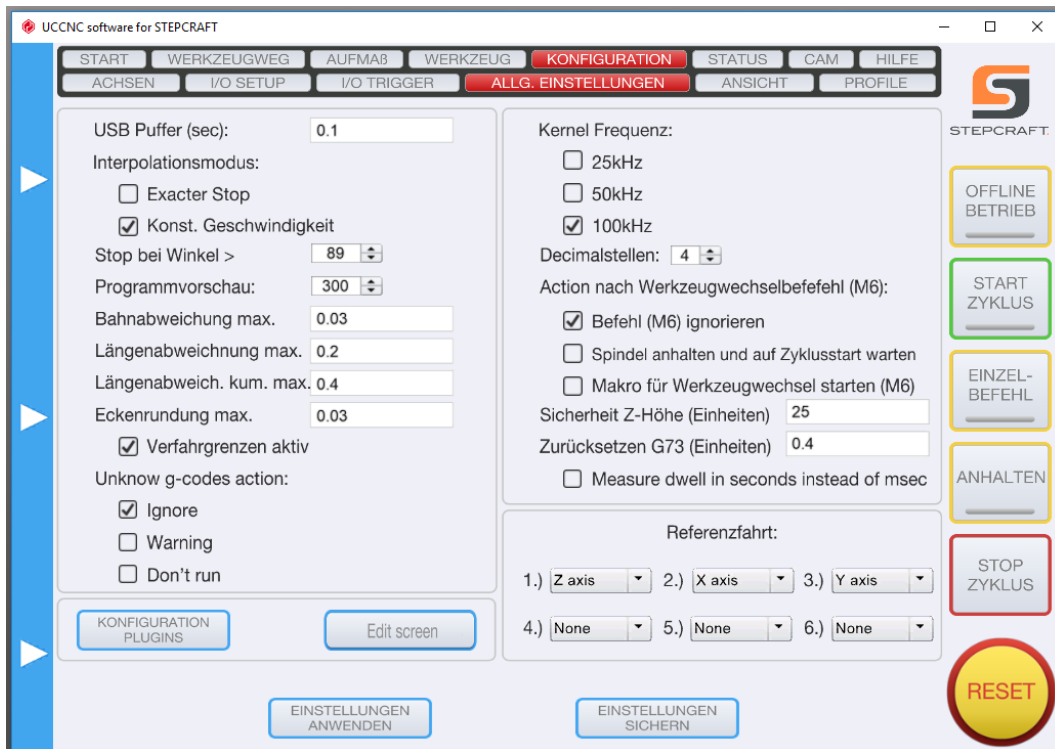 UCCNC software for STEPCRAFT
START WERKZEUGWEG AUFMAß WERKZEUG KONFIGURATION STATUS CAM HILFE
ACHSEN I/O SETUP I/O TRIGGER ALLG. EINSTELLUNGEN ANSICHT PROFILE
USB Puffer (sec): 0.1
Interpolationsmodus:
Exacter Stop
Konst. Geschwindigkeit
Stop bei Winkel > 89
Programmvorschau: 300
Bahnabweichung max. 0.03
Längenabweichnung max. 0.2
Längenabweich. kum. max. 0.4
Eckenrundung max. 0.03
Verfahrgrenzen aktiv
Unknow g-codes action:
Ignore
Warning
Don't run
KONFIGURATION
PLUGINS
Edit screen
Kernel Frequenz:
25kHz
50kHz
100kHz
Decimalstellen: 4
Action nach Werkzeugwechselbefefehl (M6):
Befehl (M6) ignorieren
Spindel anhalten und auf Zyklusstart warten
Makro für Werkzeugwechsel starten (M6)
Sicherheit Z-Höhe (Einheiten) 25
Zurücksetzen G73 (Einheiten) 0.4
Measure dwell in seconds instead of msec
Referenzfahrt:
1.) Z axis 2.) X axis 3.) Y axis
4.) None 5.) None 6.) None
EINSTELLUNGEN
ANWENDEN
EINSTELLUNGEN
SICHERN
STEPCRAFT
OFFLINE
BETRIEB
START
ZYKLUS
EINZEL-
BEFEHL
ANHALTEN
STOP
ZYKLUS
RESET